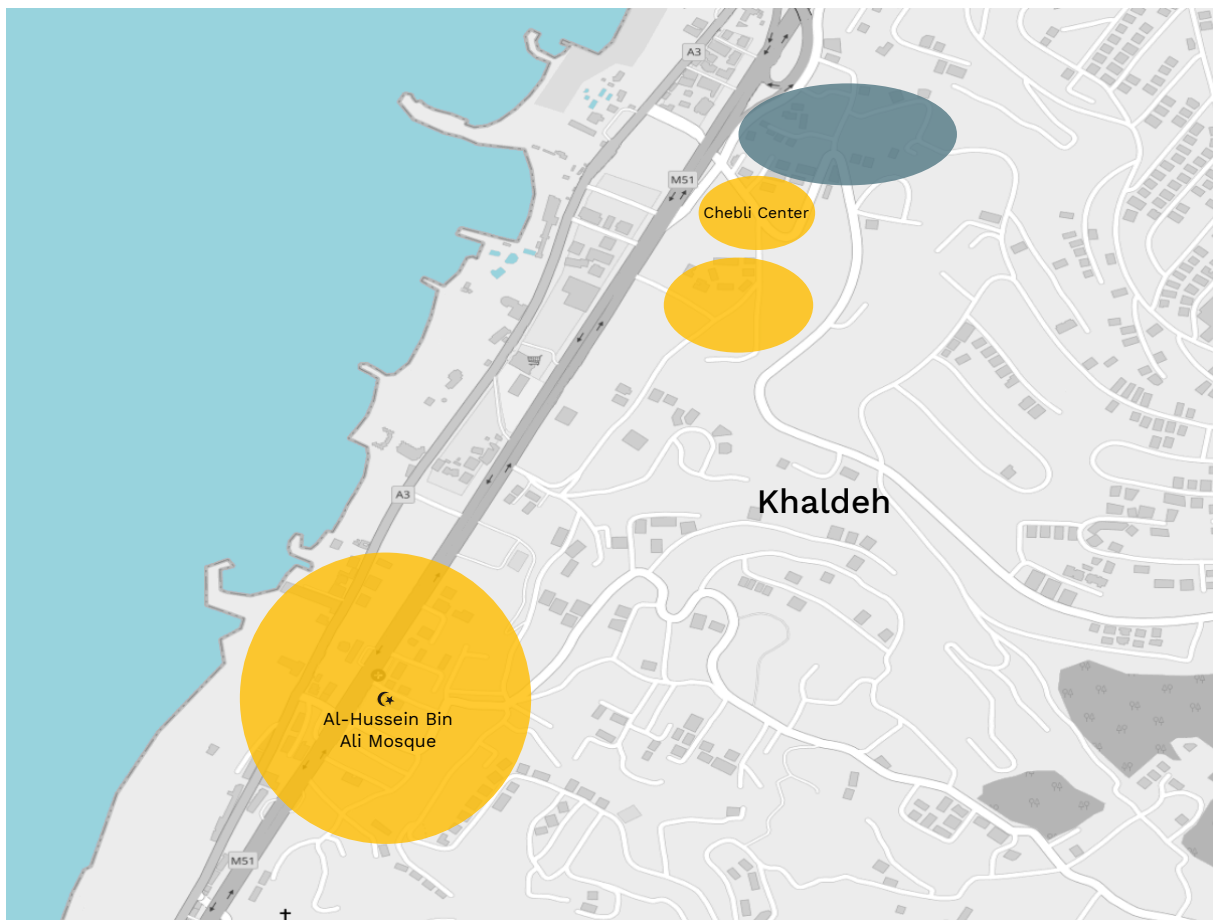 A3
M51
Chebli Center
Khaldeh
A3
Al-Hussein Bin
Ali Mosque
M51